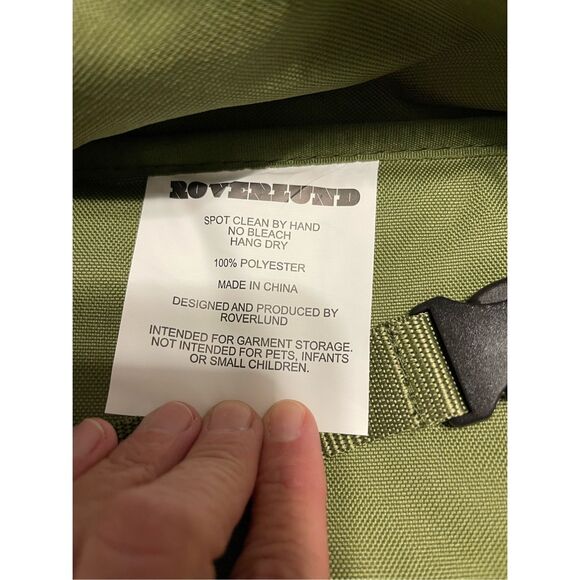 ROVERLUND
SPOT CLEAN BY HAND
NO BLEACH
HANG DRY
100% POLYESTER
MADE IN CHINA
DESIGNED AND PRODUCED BY
ROVERLUND
INTENDED FOR GARMENT STORAGE.
NOT INTENDED FOR PETS, INFANTS
OR SMALL CHILDREN.